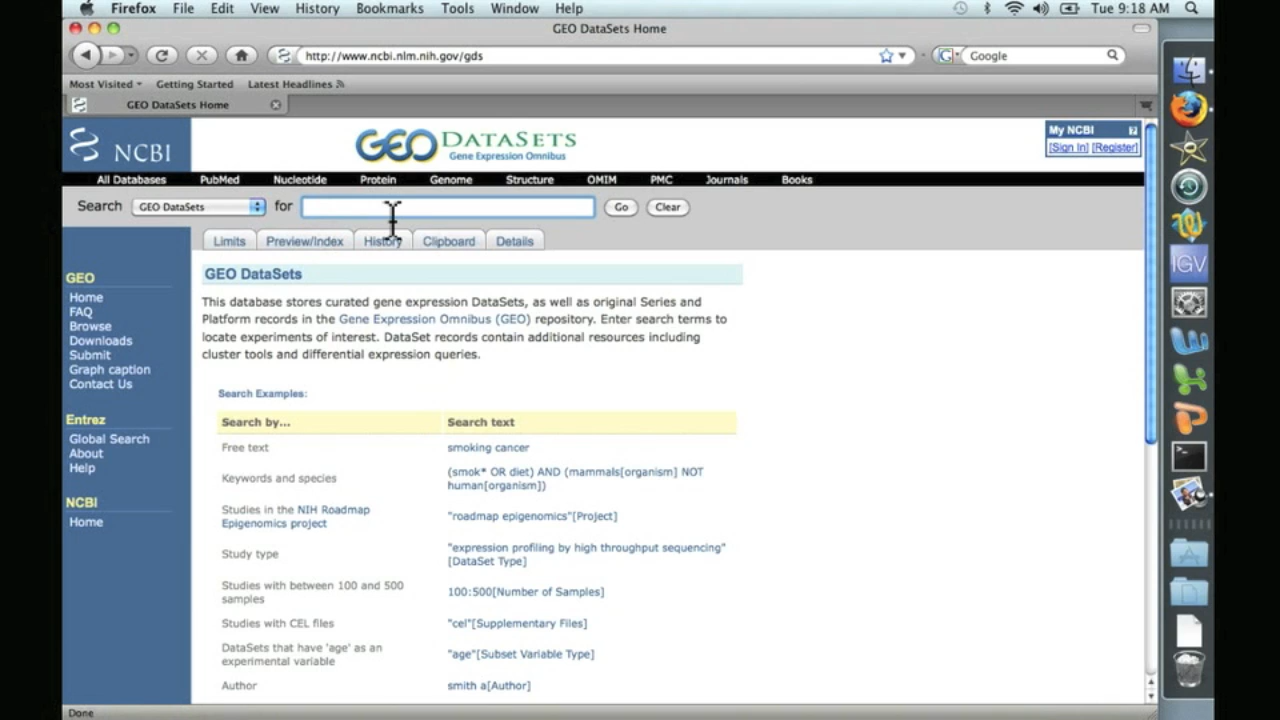 Firefox File Edit View History Bookmarks Tools Window Help Tue 9:18 AM
GEO DataSets Home
http://www.ncbi.nlm.nih.gov/gds Google
Most Visited Getting Started Latest Headlines
GEO DataSets Home
NCBI
GEO DATASETS
Gene Expression Omnibus
My NCBI ?
[Sign In] [Register]
All Databases PubMed Nucleotide Protein Genome Structure OMIM PMC Journals Books
Search GEO DataSets for Go Clear
Limits Preview/Index History Clipboard Details
GEO
Home
FAQ
Browse
Downloads
Submit
Graph caption
Contact Us
Entrez
Global Search
About
Help
NCBI
Home
GEO DataSets
This database stores curated gene expression DataSets, as well as original Series and
Platform records in the Gene Expression Omnibus (GEO) repository. Enter search terms to
locate experiments of interest. DataSet records contain additional resources including
cluster tools and differential expression queries.
Search Examples:
Search by... Search text
Free text smoking cancer
Keywords and species (smok* OR diet) AND (mammals[organism] NOT
human[organism])
Studies in the NIH Roadmap
Epigenomics project "roadmap epigenomics"[Project]
Study type "expression profiling by high throughput sequencing"
[DataSet Type]
Studies with between 100 and 500
samples 100:500[Number of Samples]
Studies with CEL files "cel"[Supplementary Files]
DataSets that have 'age' as an
experimental variable "age"[Subset Variable Type]
Author smith a[Author]
Done
IGV